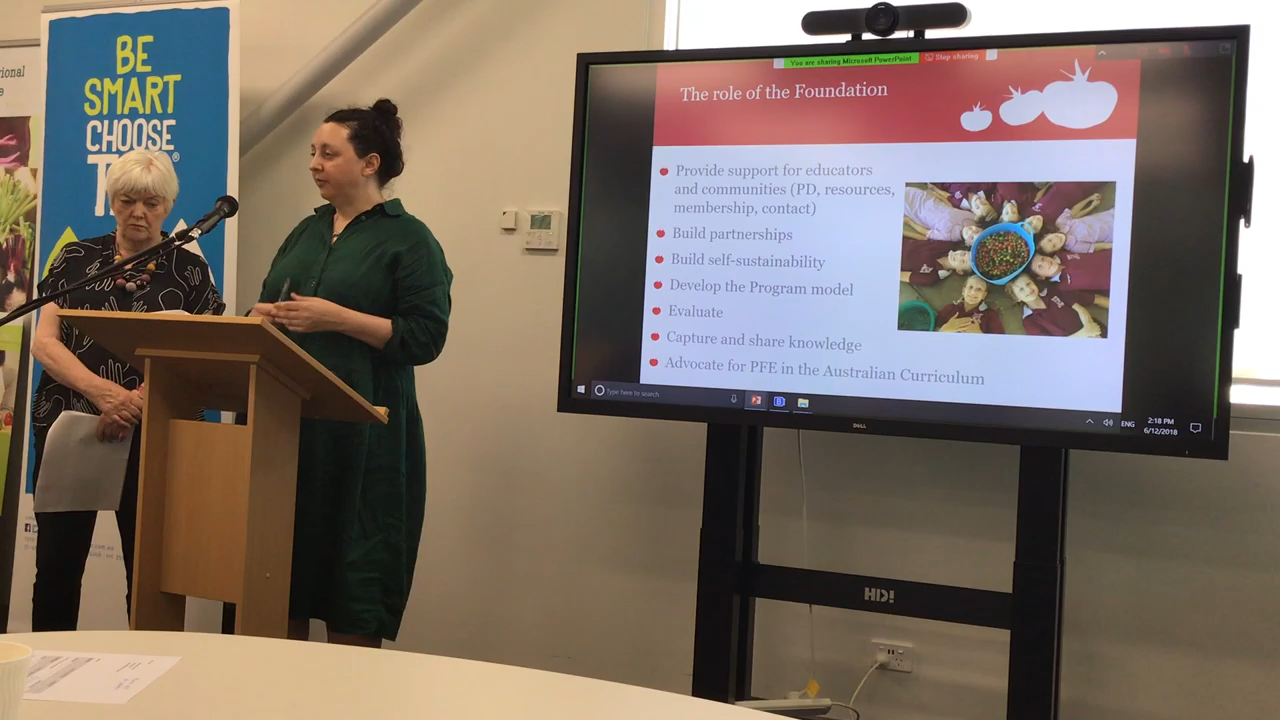 BE
SMART
CHOOSE
You are sharing Microsoft PowerPoint
Stop sharing
The role of the Foundation
Provide support for educators
and communities (PD, resources,
membership, contact)
Build partnerships
Build self-sustainability
Develop the Program model
Evaluate
Capture and share knowledge
Advocate for PFE in the Australian Curriculum
Type here to search
ENG
2:18 PM
6/12/2018
DELL
HD!